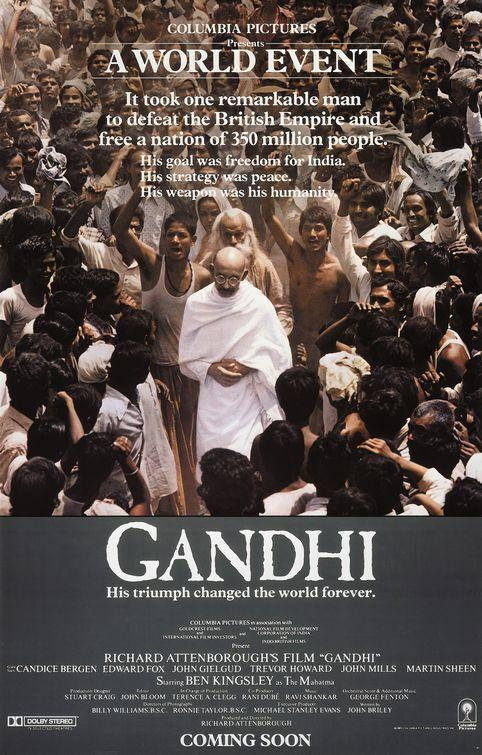 COLUMBIA PICTURES
Presents
A WORLD EVENT
It took one remarkable man
to defeat the British Empire and
free a nation of 350 million people.
His goal was freedom for India.
His strategy was peace.
His weapon was his humanity.
GANDHI
His triumph changed the world forever.
COLUMBIA PICTURES in association with
GOLDCREST FILMS and INTERNATIONAL FILM INVESTORS and NATIONAL FILM DEVELOPMENT CORPORATION OF INDIA and INDO-BRITISH FILMS
Present
RICHARD ATTENBOROUGH'S FILM "GANDHI"
CANDICE BERGEN EDWARD FOX JOHN GIELGUD TREVOR HOWARD JOHN MILLS MARTIN SHEEN
Starring BEN KINGSLEY as The Mahatma
Production Designer STUART CRAIG Editor JOHN BLOOM In Charge of Production TERENCE A. CLEGG Co-Producer RANI DUBÉ Music RAVI SHANKAR Orchestral Score & Additional Music GEORGE FENTON
Directors of Photography BILLY WILLIAMS, B.S.C. RONNIE TAYLOR, B.S.C. Executive Producer MICHAEL STANLEY EVANS Written by JOHN BRILEY
Produced and Directed by
RICHARD ATTENBOROUGH
DOLBY STEREO
IN SELECTED THEATRES
Columbia Pictures
COMING SOON